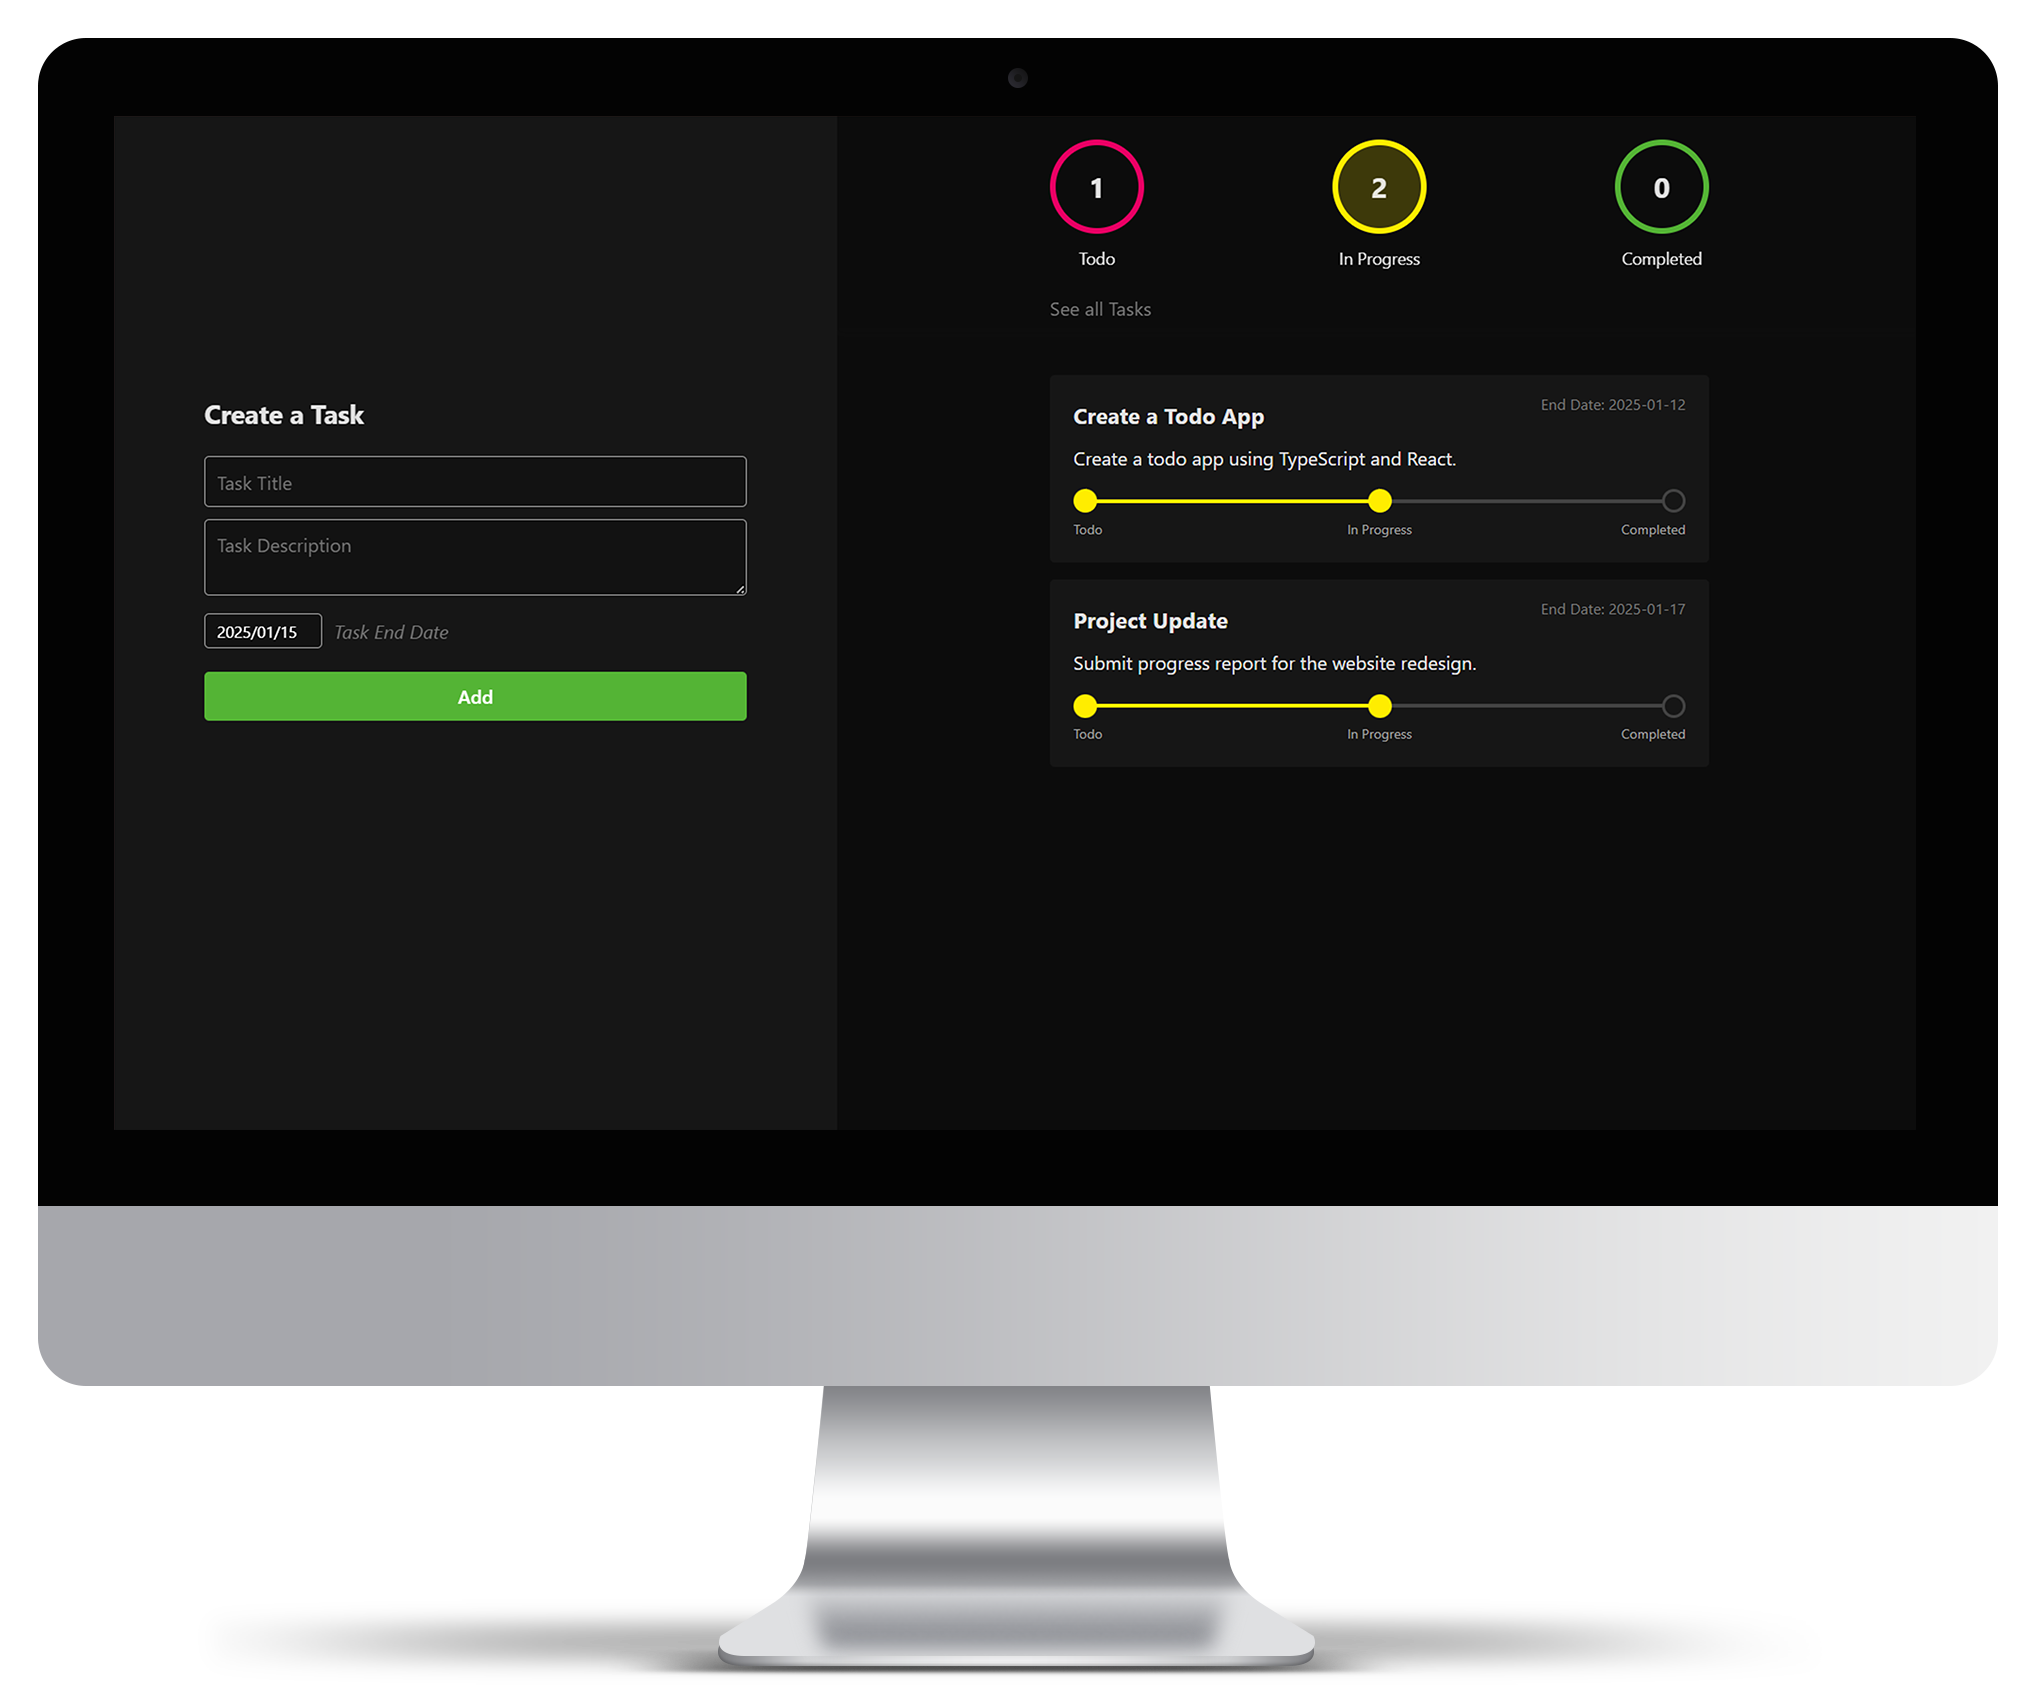 Create a Task
Task Title
Task Description
2025/01/15 Task End Date
Add
1 2 0
Todo In Progress Completed
See all Tasks
Create a Todo App End Date: 2025-01-12
Create a todo app using TypeScript and React.
Todo In Progress Completed
Project Update End Date: 2025-01-17
Submit progress report for the website redesign.
Todo In Progress Completed